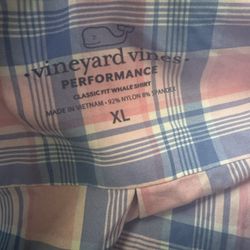 vineyard vines
PERFORMANCE
CLASSIC FIT WHALE SHIRT
MADE IN VIETNAM • 92% NYLON 8% SPANDEX
XL